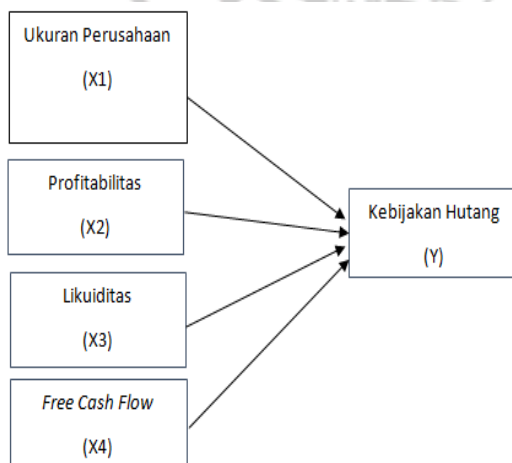 Ukuran Perusahaan
(X1)
Profitabilitas
(X2)
Likuiditas
(X3)
Free Cash Flow
(X4)
Kebijakan Hutang
(Y)